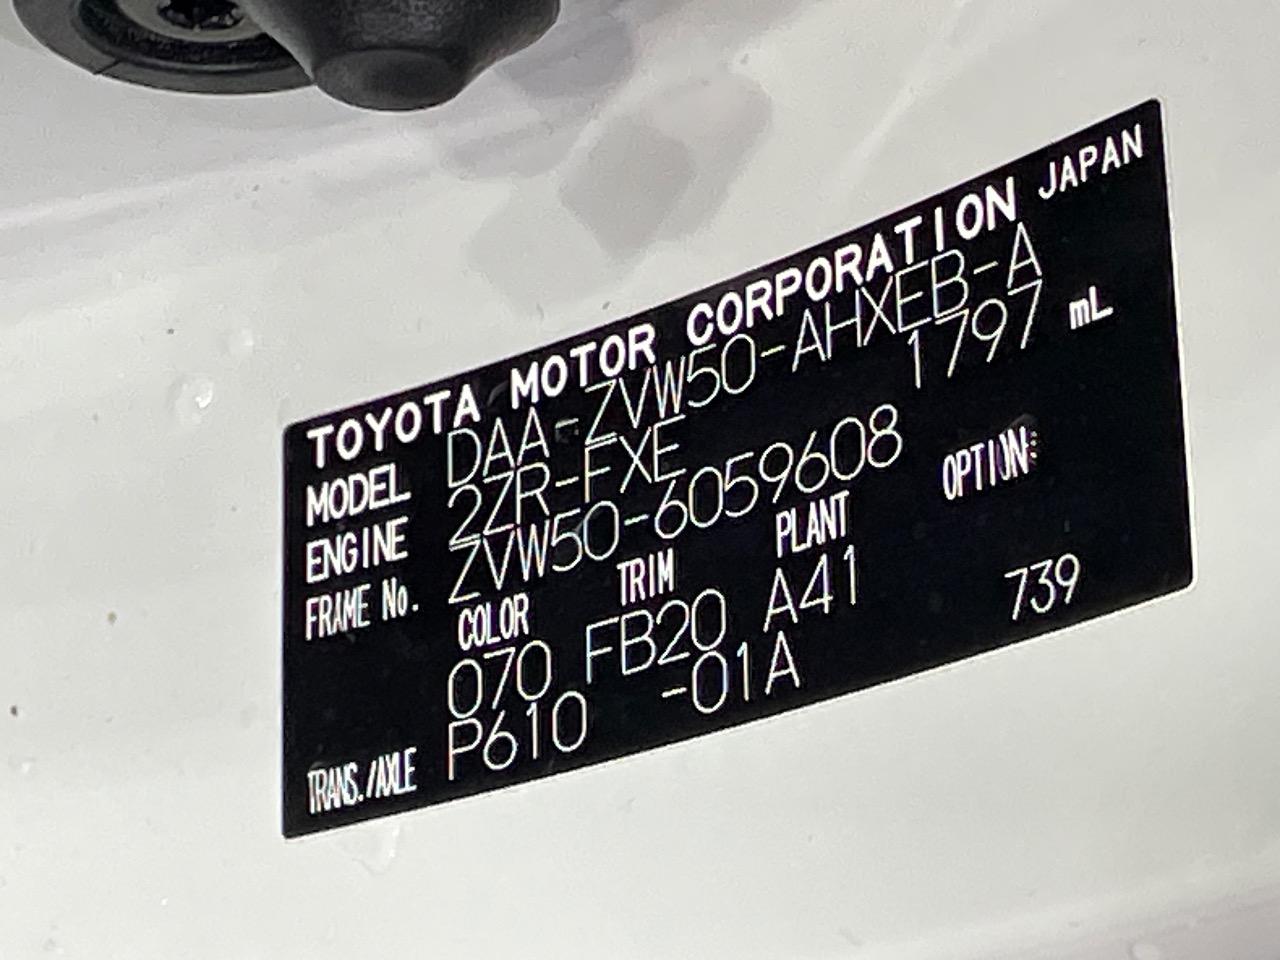 TOYOTA MOTOR CORPORATION JAPAN
MODEL DAA-ZVW50-AHXEB-A
ENGINE 2ZR-FXE 1797 mL
FRAME No. ZVW50-6059608
COLOR TRIM PLANT OPTION:
070 FB20 A41
TRANS./AXLE P610 -01A 739